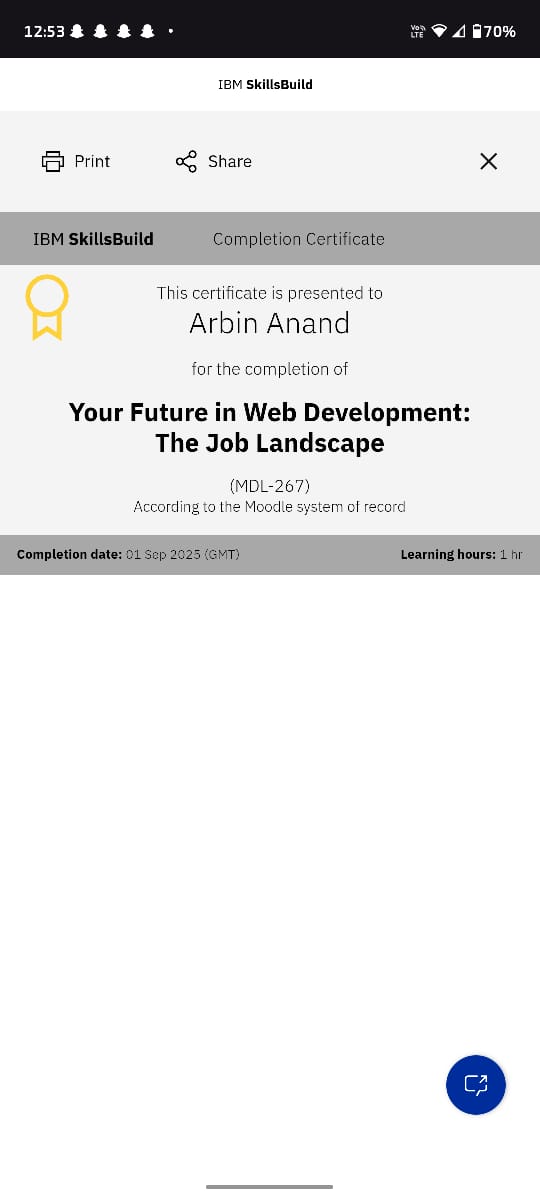 12:53 Vo LTE 70%
IBM SkillsBuild
Print Share
IBM SkillsBuild Completion Certificate
This certificate is presented to
Arbin Anand
for the completion of
Your Future in Web Development:
The Job Landscape
(MDL-267)
According to the Moodle system of record
Completion date: 01 Sep 2025 (GMT) Learning hours: 1 hr